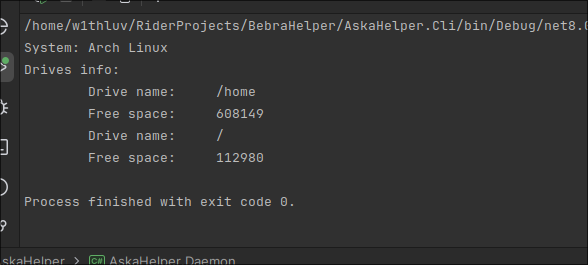 /home/w1thluv/RiderProjects/BebraHelper/AskaHelper.Cli/bin/Debug/net8.0
System: Arch Linux
Drives info:
Drive name: /home
Free space: 608149
Drive name: /
Free space: 112980
Process finished with exit code 0.
skaHelper > C# AskaHelper.Daemon